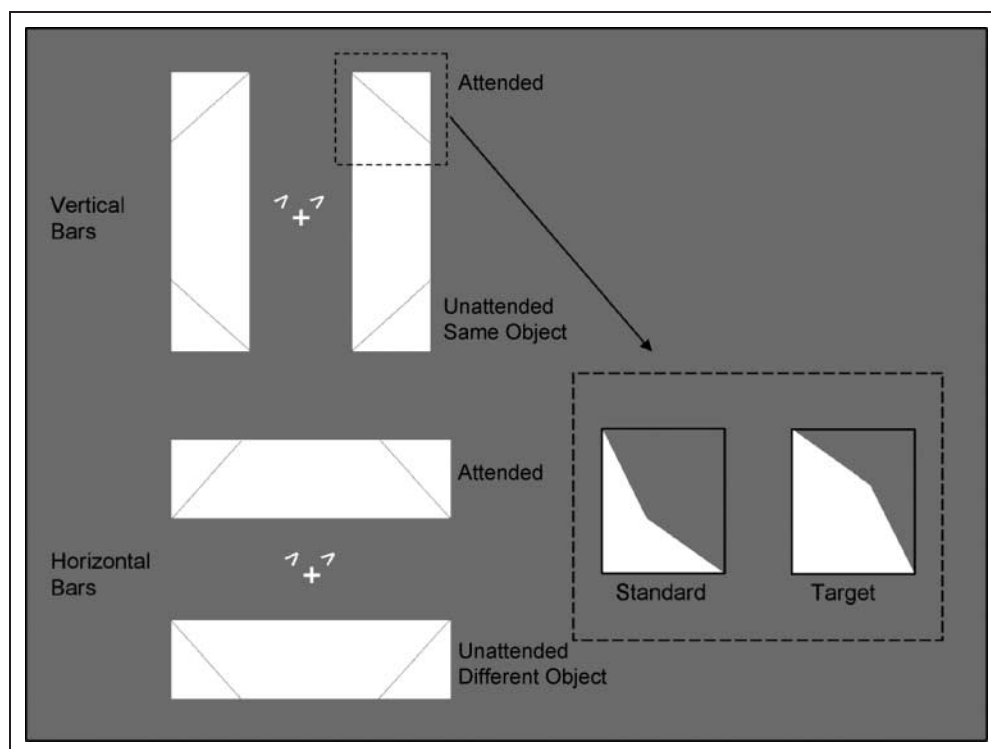 Attended
Vertical
Bars
Unattended
Same Object
Attended
Horizontal
Bars
Unattended
Different Object
Standard
Target